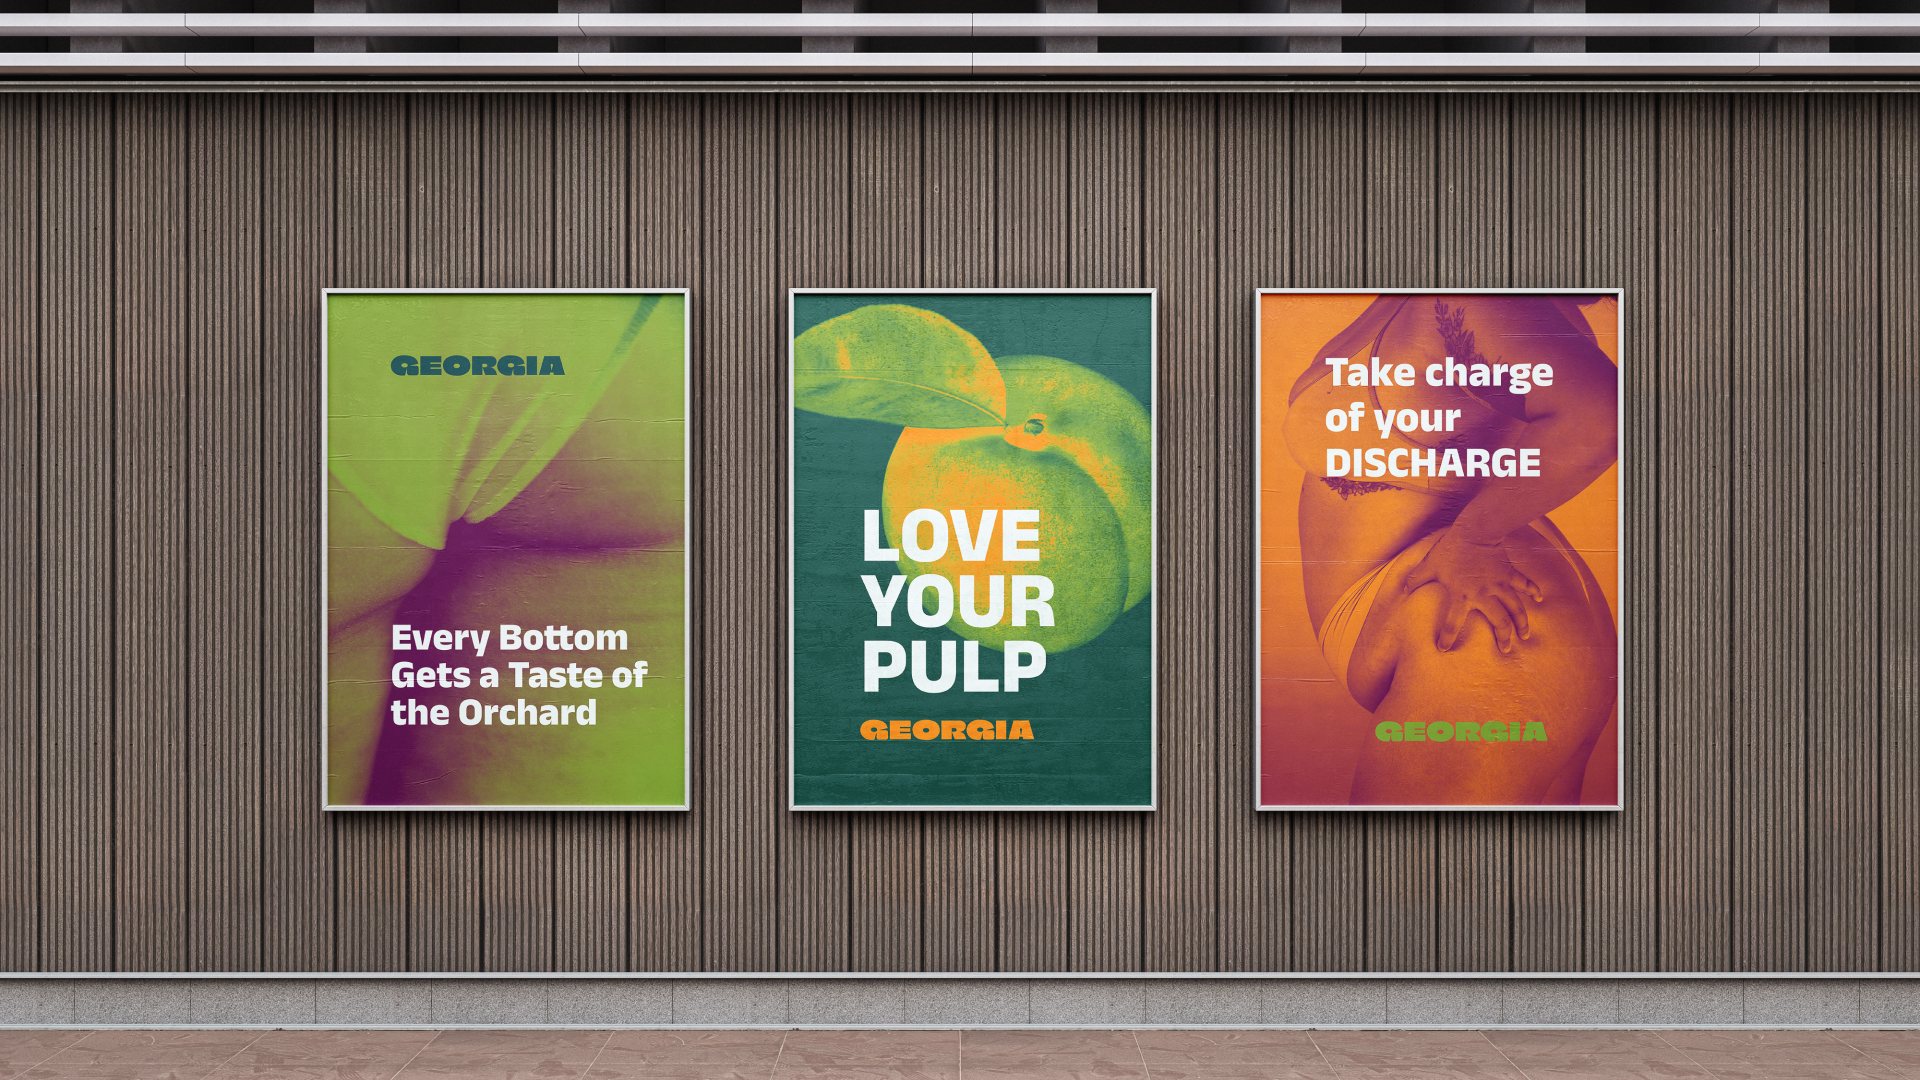 GEORGIA
Every Bottom
Gets a Taste of
the Orchard
LOVE
YOUR
PULP
GEORGIA
Take charge
of your
DISCHARGE
GEORGIA